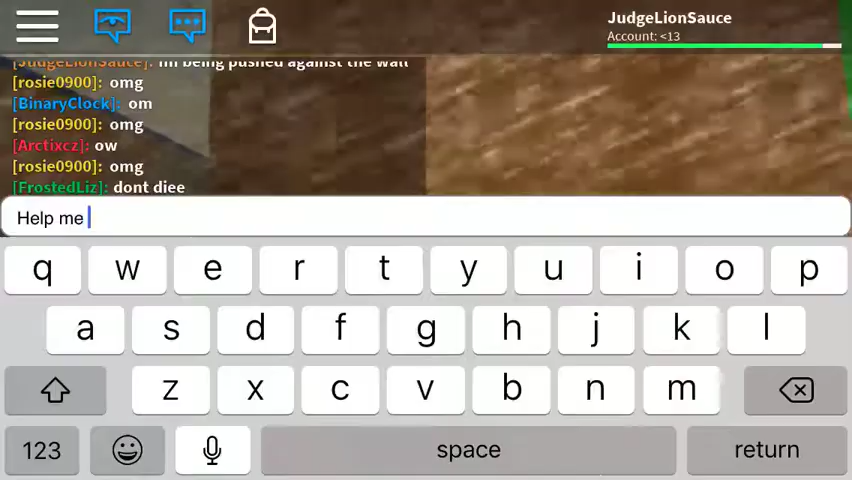 JudgeLionSauce
Account: <13
[JudgeLionSauce]: Im being pushed against the wall
[rosie0900]: omg
[BinaryClock]: om
[rosie0900]: omg
[Arctixcz]: ow
[rosie0900]: omg
[FrostedLiz]: dont diee
Help me
q w e r t y u i o p
a s d f g h j k l
z x c v b n m
123 space return